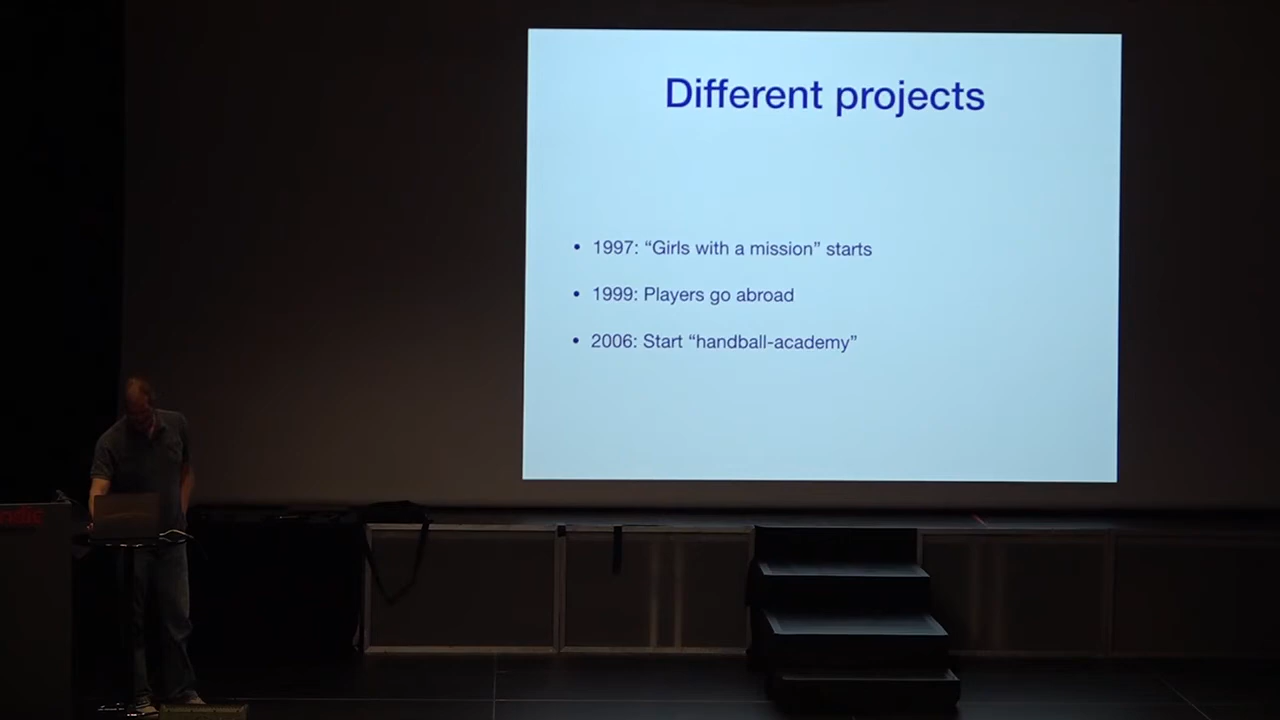 Different projects
• 1997: “Girls with a mission” starts
• 1999: Players go abroad
• 2006: Start “handball-academy”